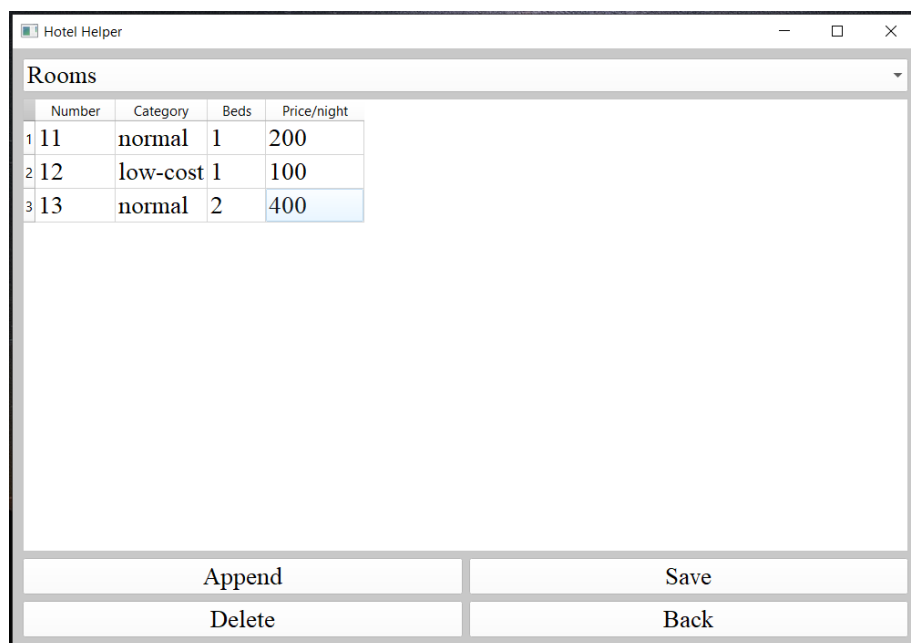 Hotel Helper
Rooms
Number Category Beds Price/night
1 11 normal 1 200
2 12 low-cost 1 100
3 13 normal 2 400
Append Save
Delete Back